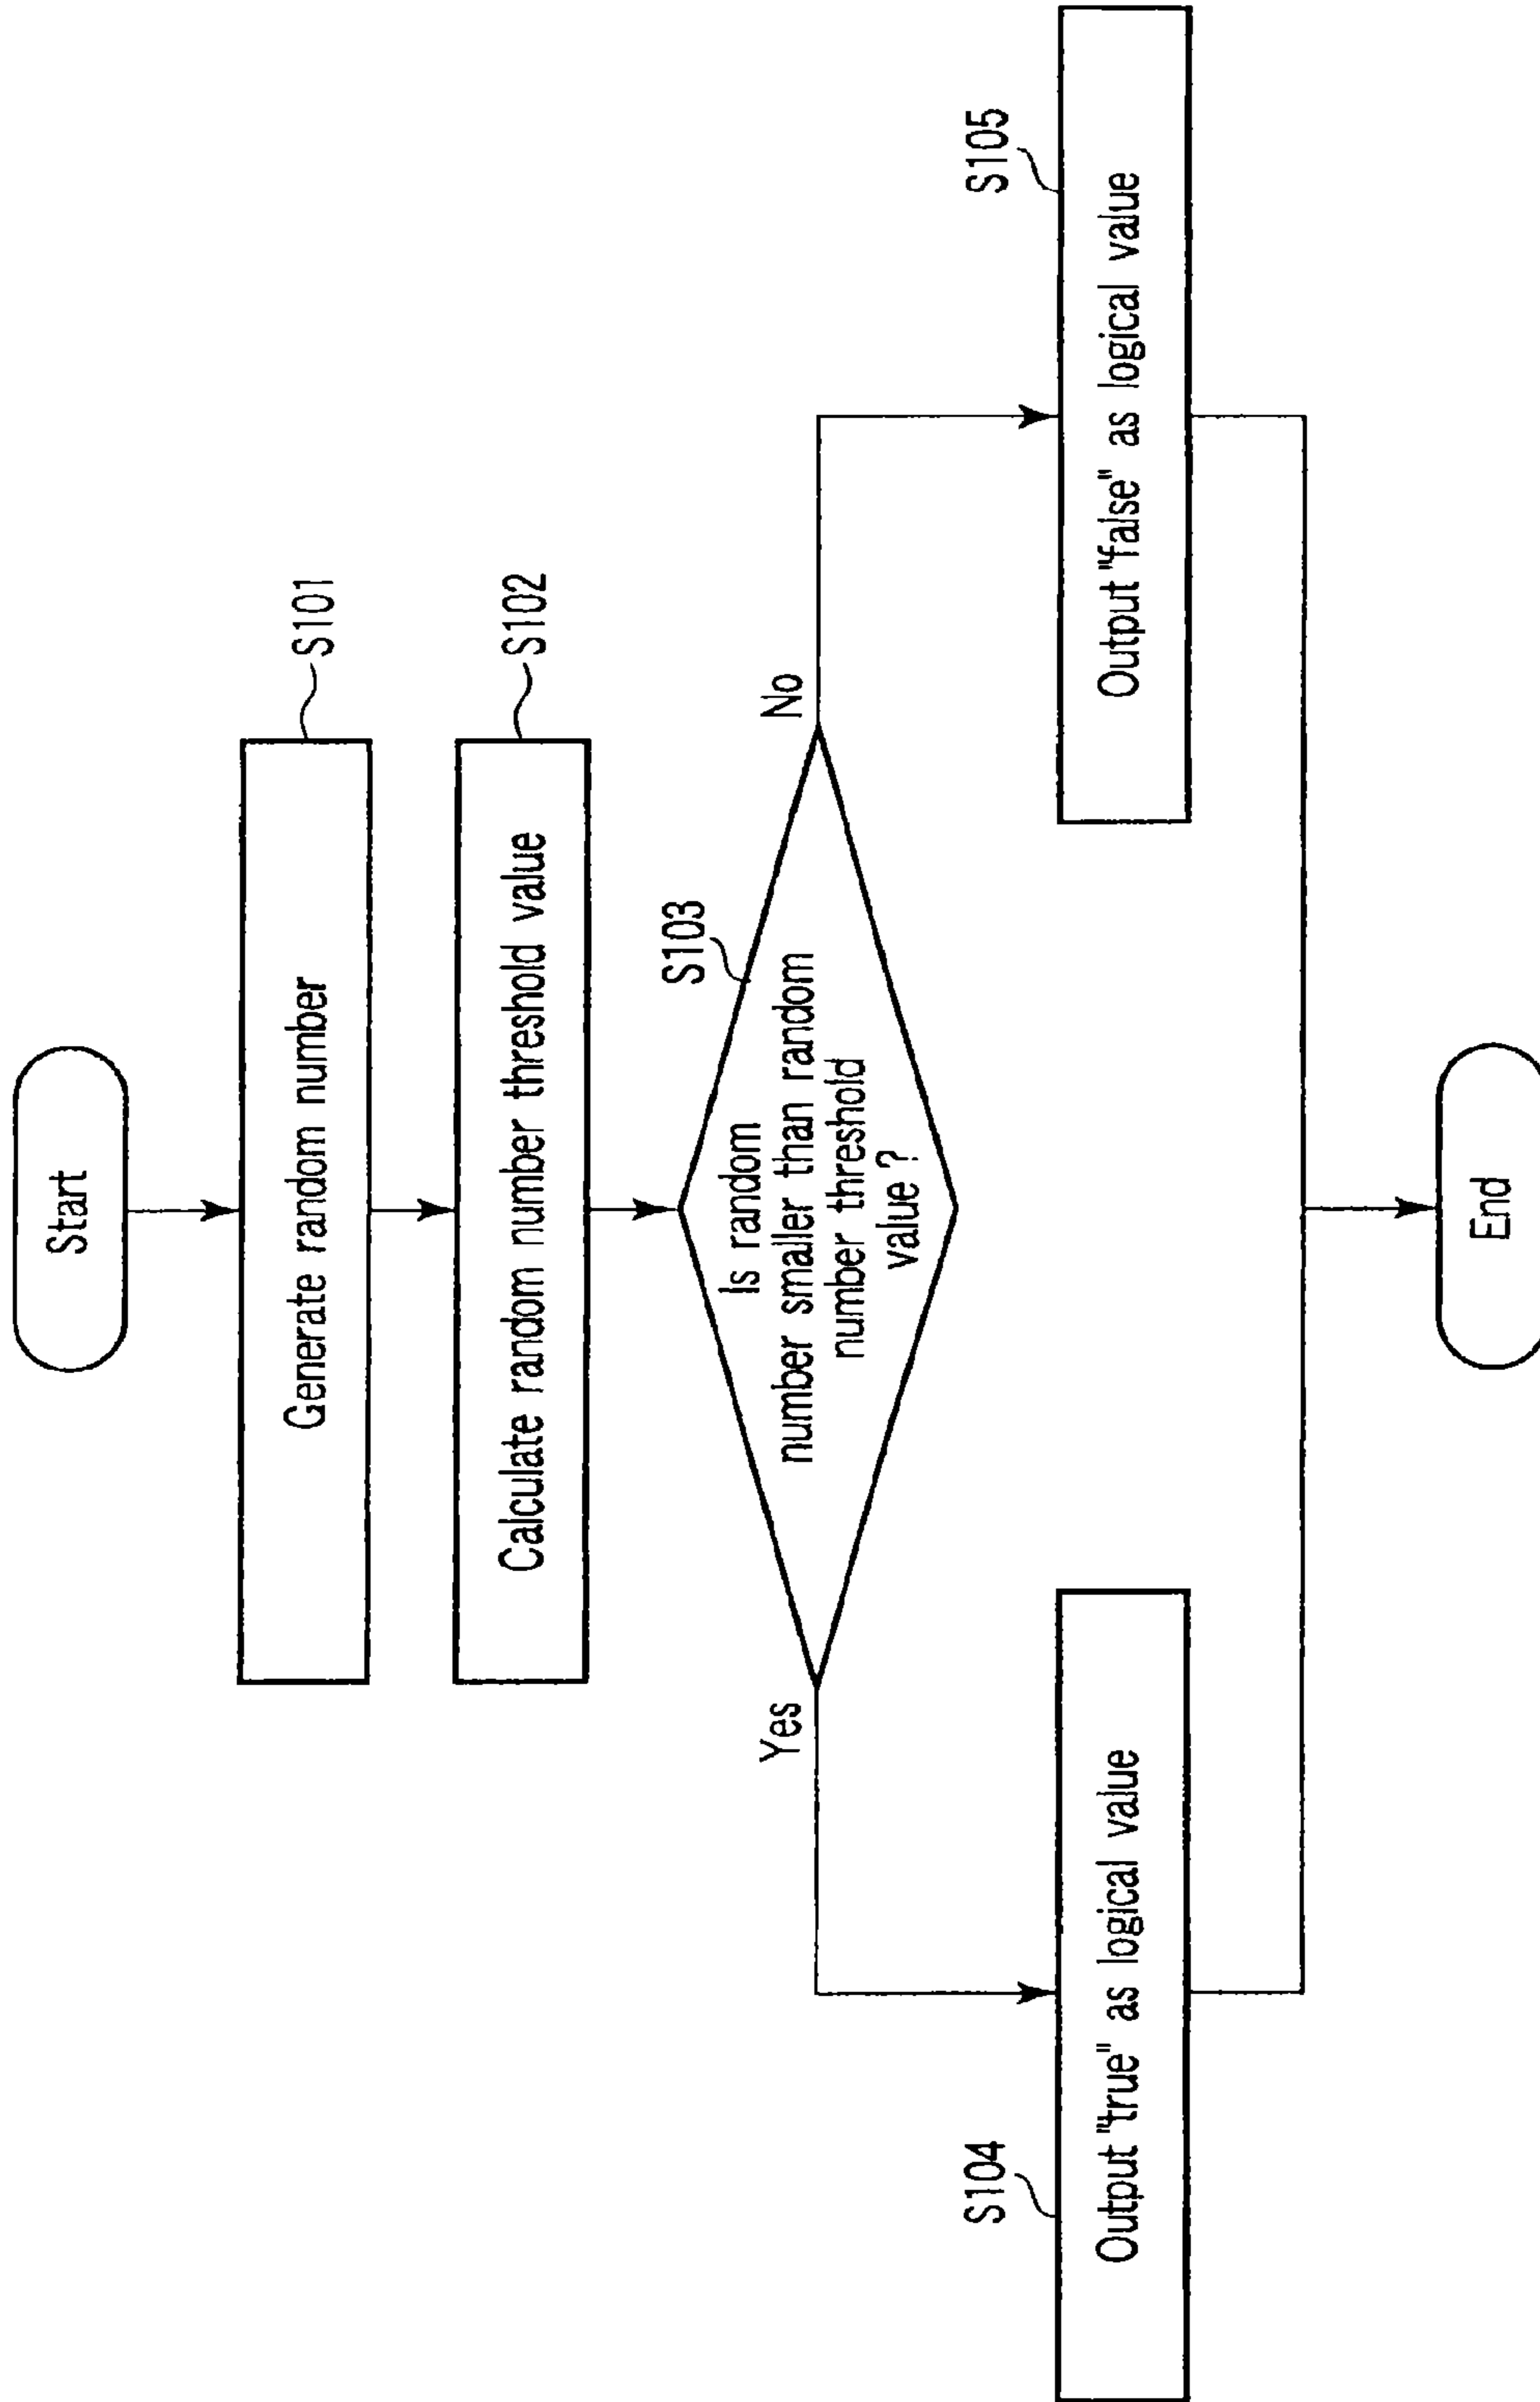 Start
Generate random number
S101
Calculate random number threshold value
S102
S103
Is random
number smaller than random
number threshold
value ?
Yes
No
S104
Output "true" as logical value
S105
Output "false" as logical value
End